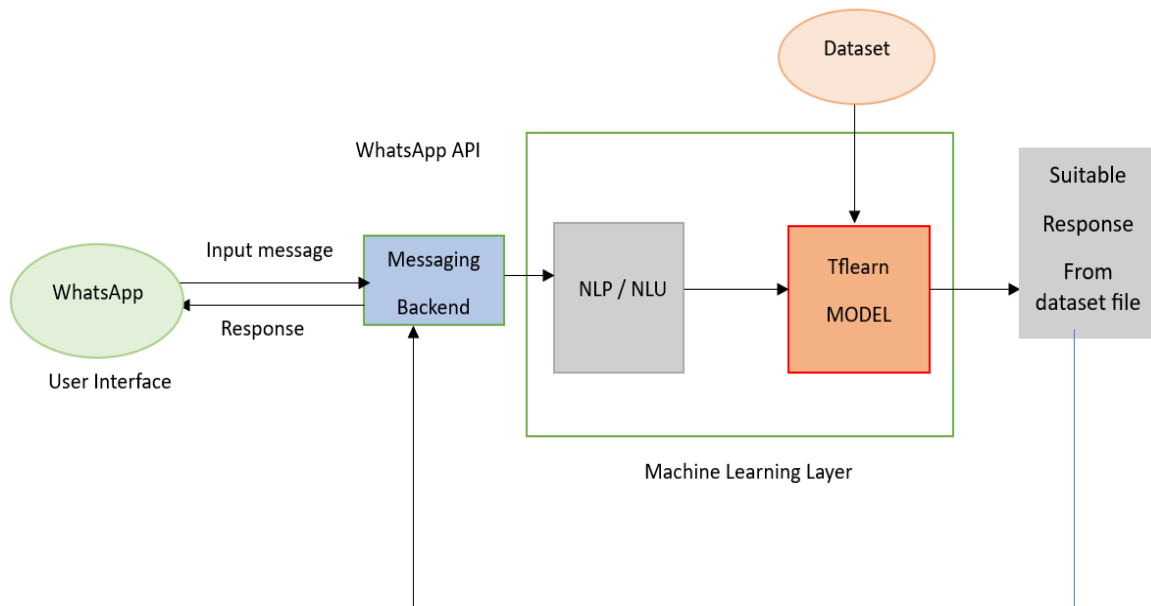 Dataset
WhatsApp API
Input message
WhatsApp
Response
User Interface
Messaging
Backend
NLP / NLU
Tflearn
MODEL
Suitable
Response
From
dataset file
Machine Learning Layer